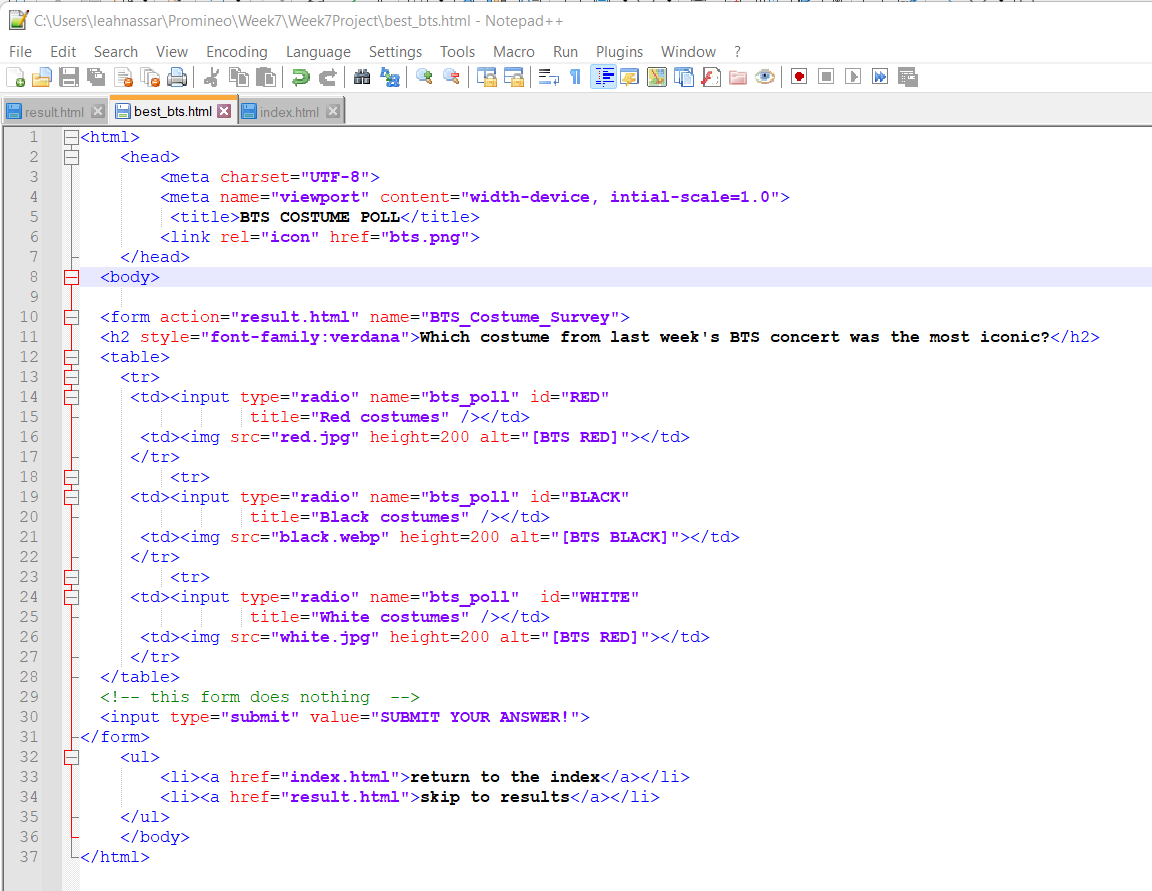 C:\Users\leahnassar\Promineo\Week7\Week7Project\best_bts.html - Notepad++
File Edit Search View Encoding Language Settings Tools Macro Run Plugins Window ?
result.html best_bts.html index.html
1 <html>
2 <head>
3 <meta charset="UTF-8">
4 <meta name="viewport" content="width-device, intial-scale=1.0">
5 <title>BTS COSTUME POLL</title>
6 <link rel="icon" href="bts.png">
7 </head>
8 <body>
9
10 <form action="result.html" name="BTS_Costume_Survey">
11 <h2 style="font-family:verdana">Which costume from last week's BTS concert was the most iconic?</h2>
12 <table>
13 <tr>
14 <td><input type="radio" name="bts_poll" id="RED"
15 title="Red costumes" /></td>
16 <td><img src="red.jpg" height=200 alt="[BTS RED]"></td>
17 </tr>
18 <tr>
19 <td><input type="radio" name="bts_poll" id="BLACK"
20 title="Black costumes" /></td>
21 <td><img src="black.webp" height=200 alt="[BTS BLACK]"></td>
22 </tr>
23 <tr>
24 <td><input type="radio" name="bts_poll"  id="WHITE"
25 title="White costumes" /></td>
26 <td><img src="white.jpg" height=200 alt="[BTS RED]"></td>
27 </tr>
28 </table>
29 <!-- this form does nothing  -->
30 <input type="submit" value="SUBMIT YOUR ANSWER!">
31 </form>
32 <ul>
33 <li><a href="index.html">return to the index</a></li>
34 <li><a href="result.html">skip to results</a></li>
35 </ul>
36 </body>
37 </html>